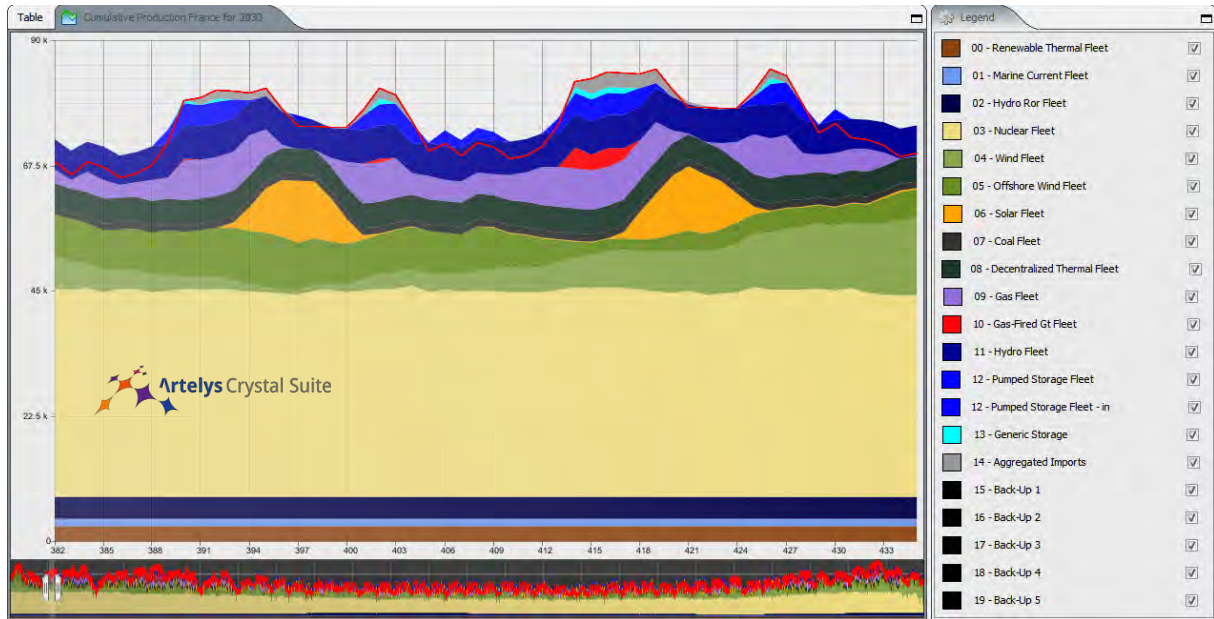 Table
Cumulative Production France for 2030
90 k
67.5 k
45 k
22.5 k
0
382 385 388 391 394 397 400 403 406 409 412 415 418 421 424 427 430 433
Artelys Crystal Suite
Legend
00 - Renewable Thermal Fleet
01 - Marine Current Fleet
02 - Hydro Ror Fleet
03 - Nuclear Fleet
04 - Wind Fleet
05 - Offshore Wind Fleet
06 - Solar Fleet
07 - Coal Fleet
08 - Decentralized Thermal Fleet
09 - Gas Fleet
10 - Gas-Fired Gt Fleet
11 - Hydro Fleet
12 - Pumped Storage Fleet
12 - Pumped Storage Fleet - in
13 - Generic Storage
14 - Aggregated Imports
15 - Back-Up 1
16 - Back-Up 2
17 - Back-Up 3
18 - Back-Up 4
19 - Back-Up 5